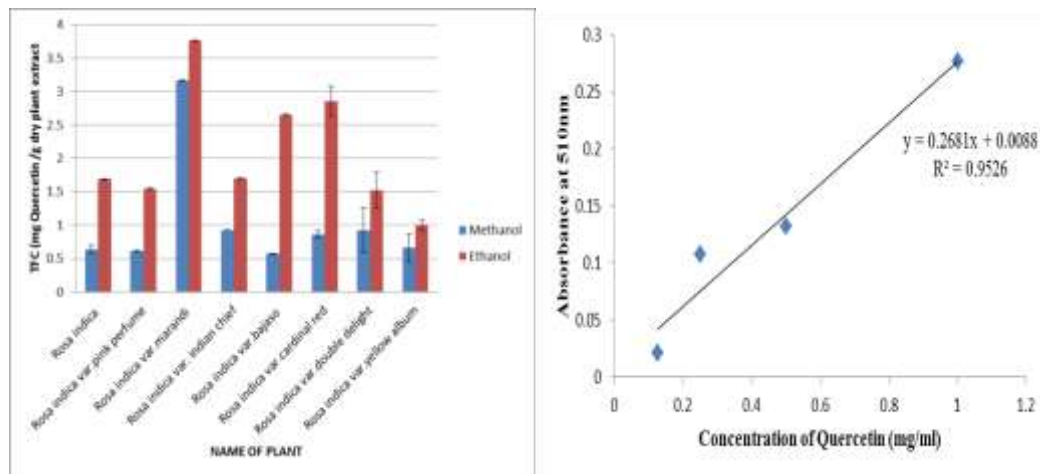 TFC (mg Quercetin /g dry plant extract
4
3.5
3
2.5
2
1.5
1
0.5
0
Methanol
Ethanol
Rosa indica
Rosa indica var.pink perfume
Rosa indica var.marandi
Rosa indica var. indian chief
Rosa indica var.bajaso
Rosa indica var.cardinal red
Rosa indica var.double delight
Rosa indica var.yellow album
NAME OF PLANT
Absorbance at 510nm
0.3
0.25
0.2
0.15
0.1
0.05
0
y = 0.2681x + 0.0088
R² = 0.9526
0 0.2 0.4 0.6 0.8 1 1.2
Concentration of Quercetin (mg/ml)